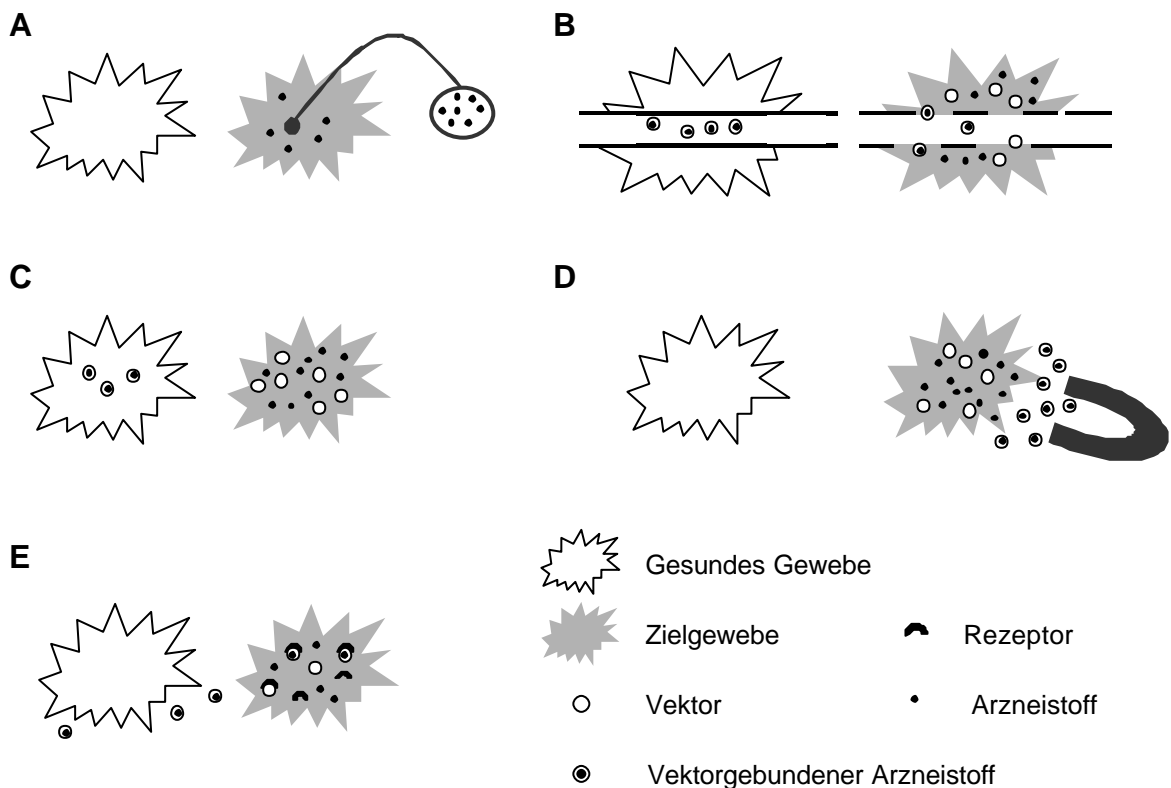 A
B
C
D
E
Gesundes Gewebe
Zielgewebe
Rezeptor
Vektor
Arzneistoff
Vektorgebundener Arzneistoff